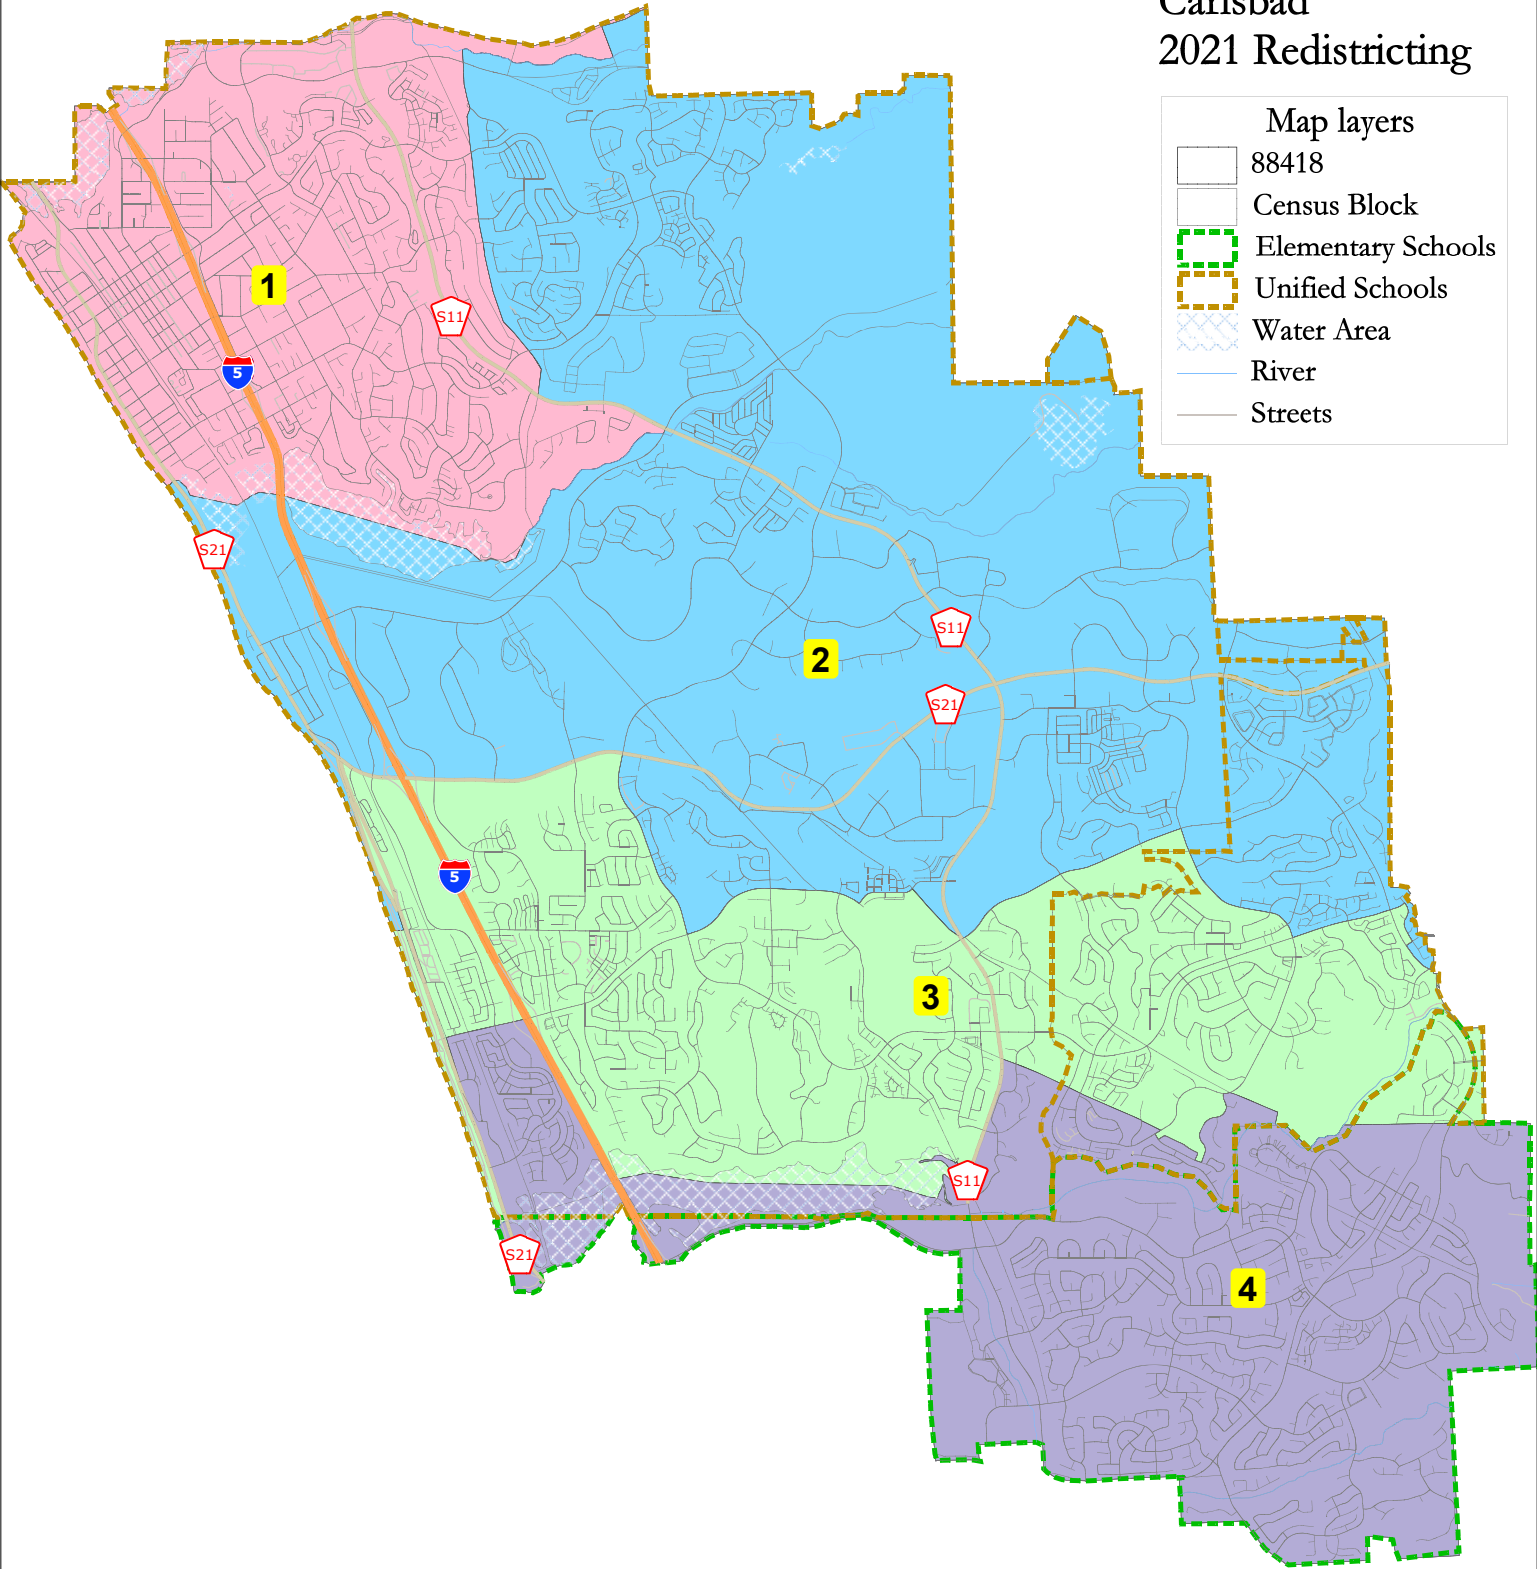 Carlsbad
2021 Redistricting
Map layers
88418
Census Block
Elementary Schools
Unified Schools
Water Area
River
Streets
1
S11
5
S21
S11
2
S21
5
3
S11
S21
4